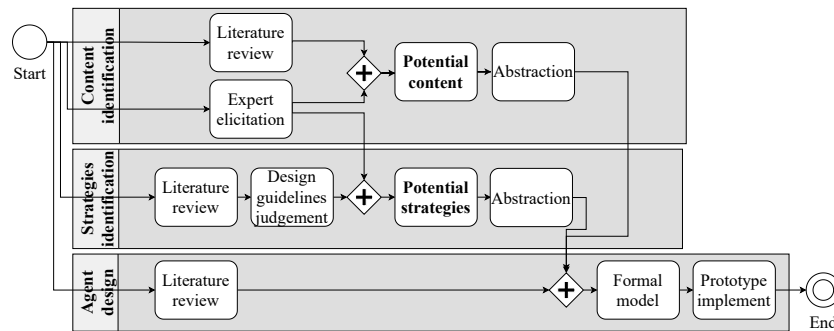 Start
Content
identification
Literature
review
Expert
elicitation
Potential
content
Abstraction
Strategies
identification
Literature
review
Design
guidelines
judgement
Potential
strategies
Abstraction
Agent
design
Literature
review
Formal
model
Prototype
implement
End